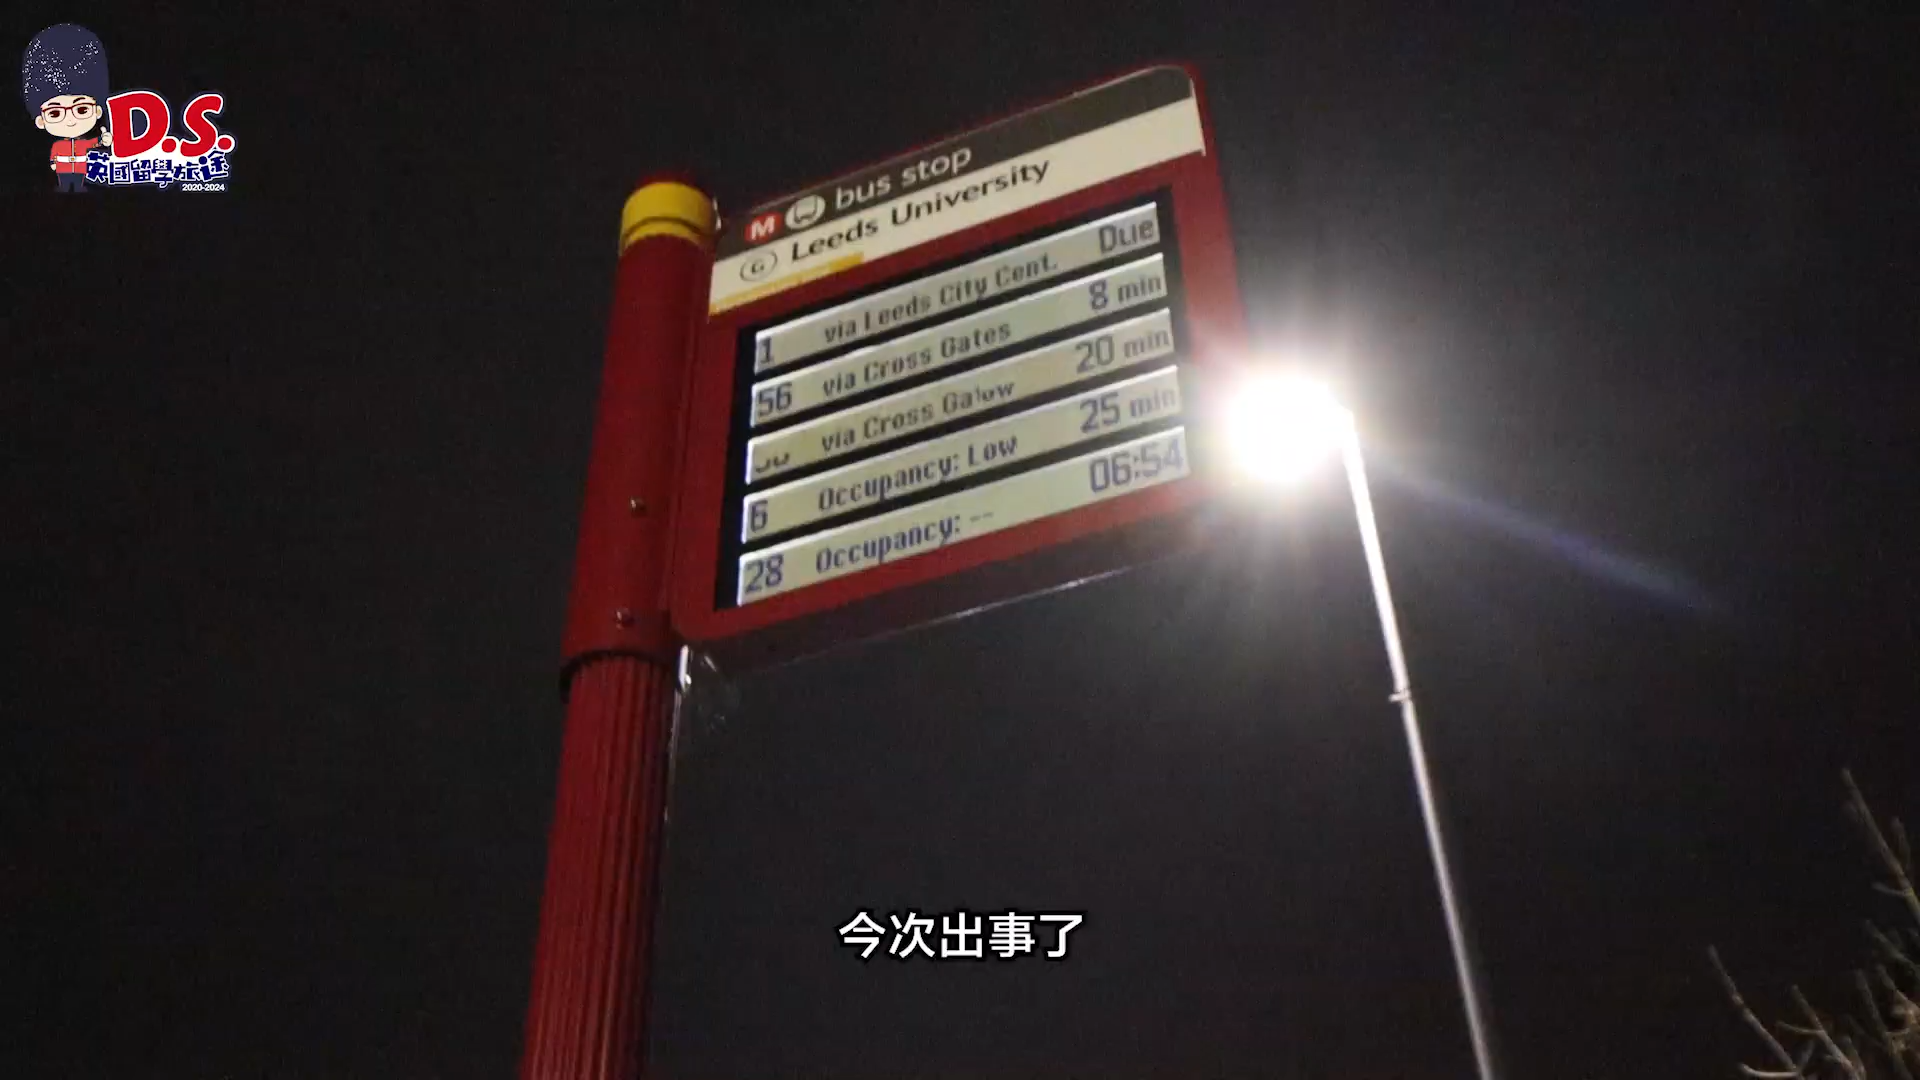 D.S.
英國留學旅途
2020-2024
M bus stop
G Leeds University
1 via Leeds City Cent. Due
56 via Cross Gates 8 min
via Cross 20 min
6 Occupancy: Low 25 min
28 Occupancy: -- 06:54
今次出事了